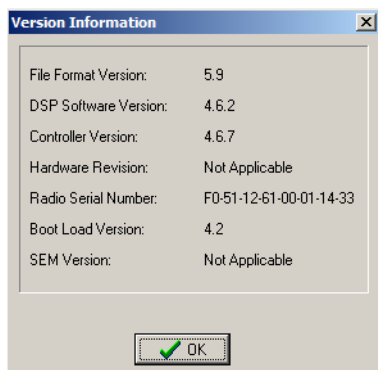 Version Information
File Format Version: 5.9
DSP Software Version: 4.6.2
Controller Version: 4.6.7
Hardware Revision: Not Applicable
Radio Serial Number: F0-51-12-61-00-01-14-33
Boot Load Version: 4.2
SEM Version: Not Applicable
OK